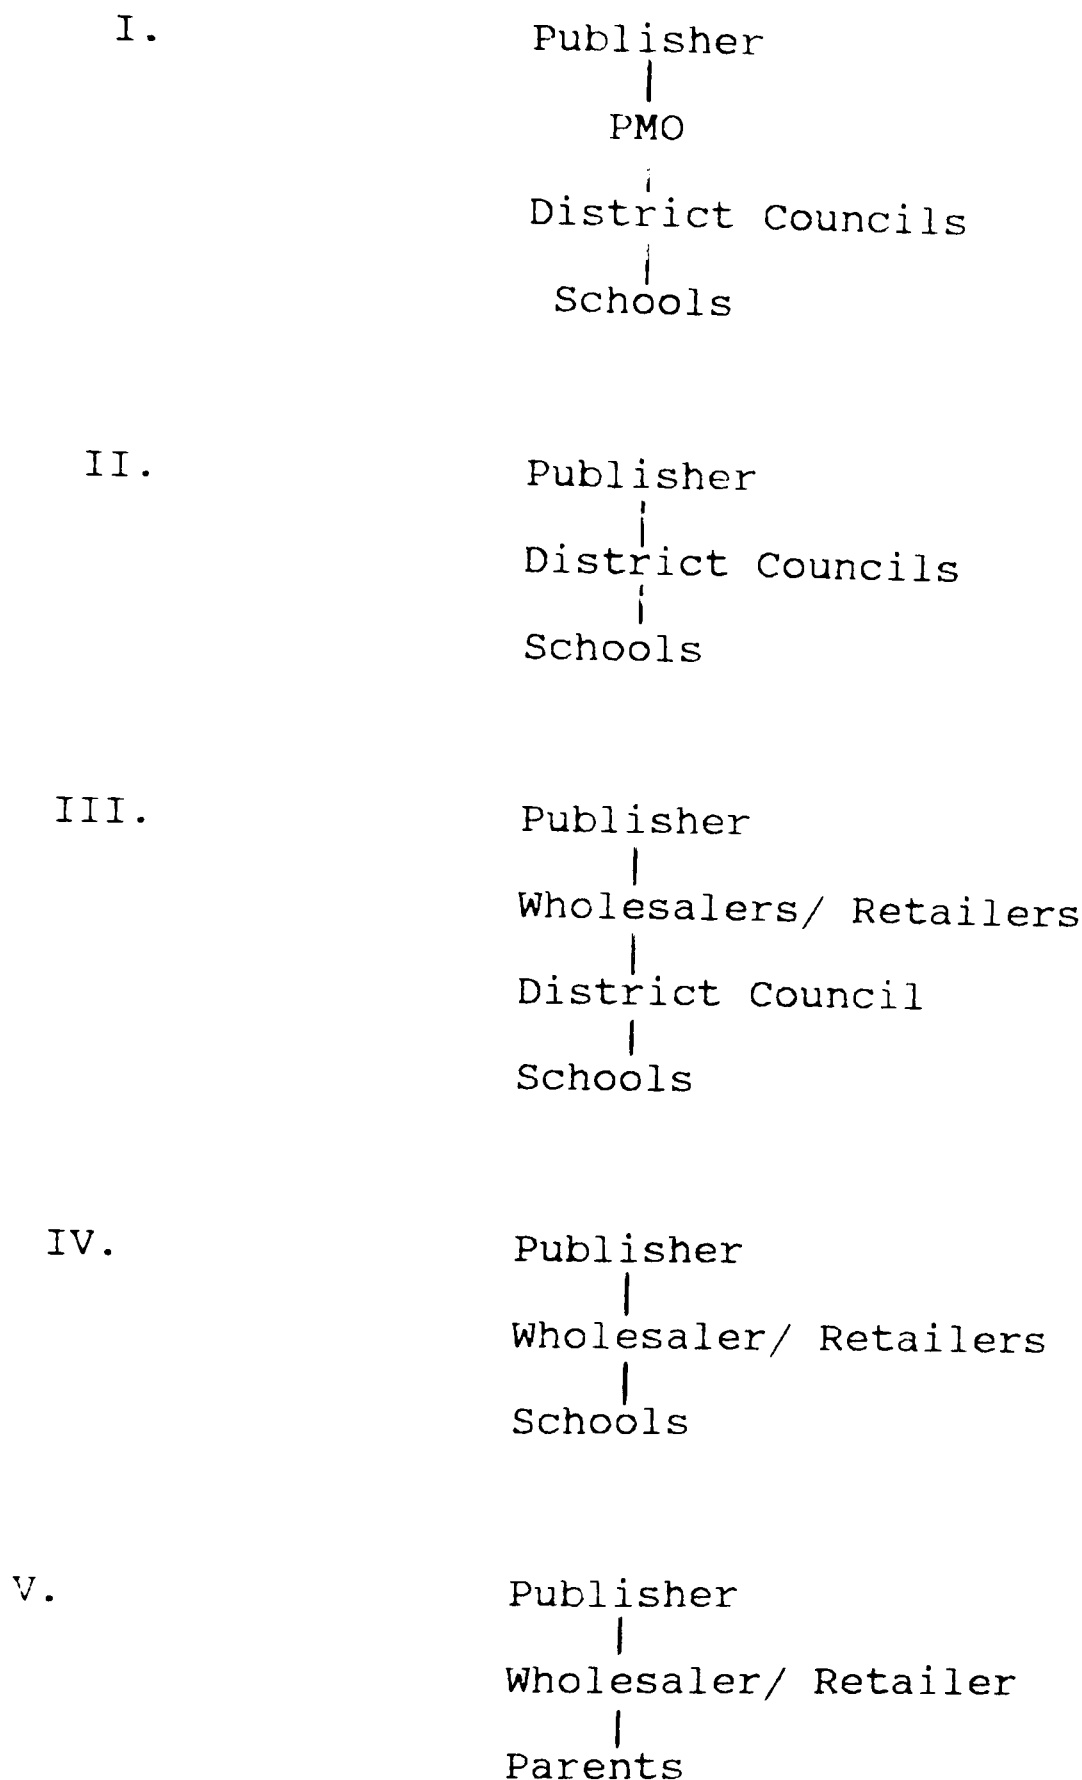 I. Publisher
PMO
District Councils
Schools
II. Publisher
District Councils
Schools
III. Publisher
Wholesalers/ Retailers
District Council
Schools
IV. Publisher
Wholesaler/ Retailers
Schools
V. Publisher
Wholesaler/ Retailer
Parents